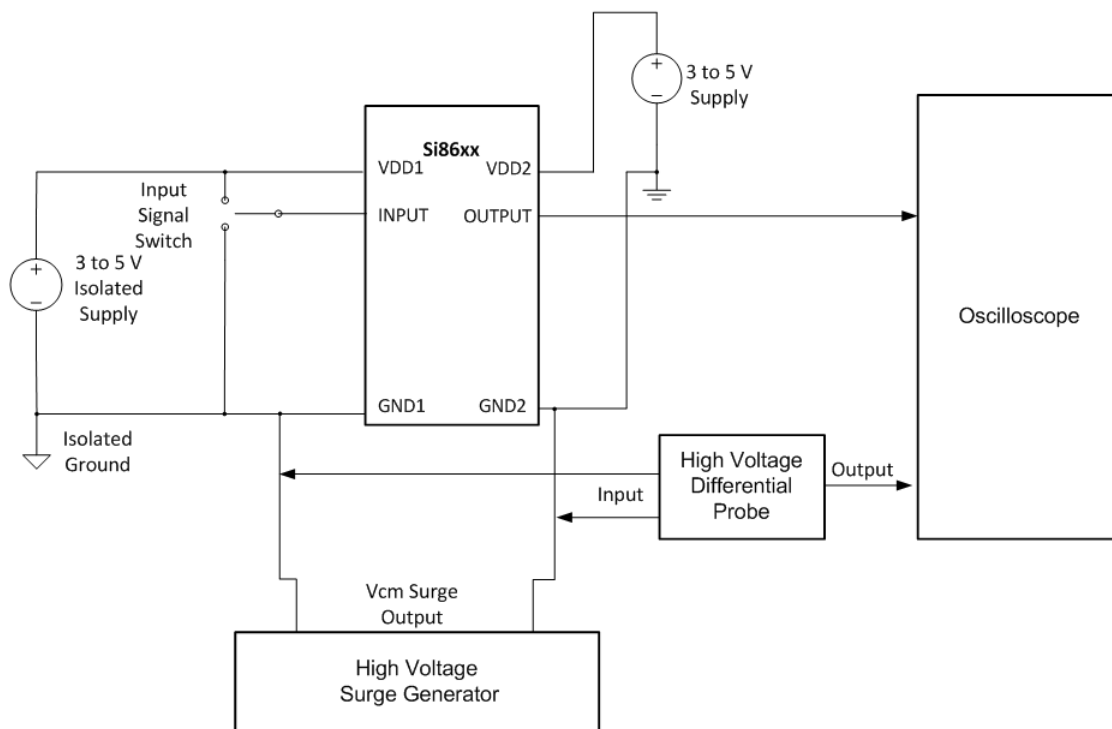 3 to 5 V
Supply
Si86xx
VDD1
VDD2
Input
Signal
Switch
INPUT
OUTPUT
3 to 5 V
Isolated
Supply
+
−
+
−
Oscilloscope
GND1
GND2
Isolated
Ground
High Voltage
Differential
Probe
Input
Output
Vcm Surge
Output
High Voltage
Surge Generator